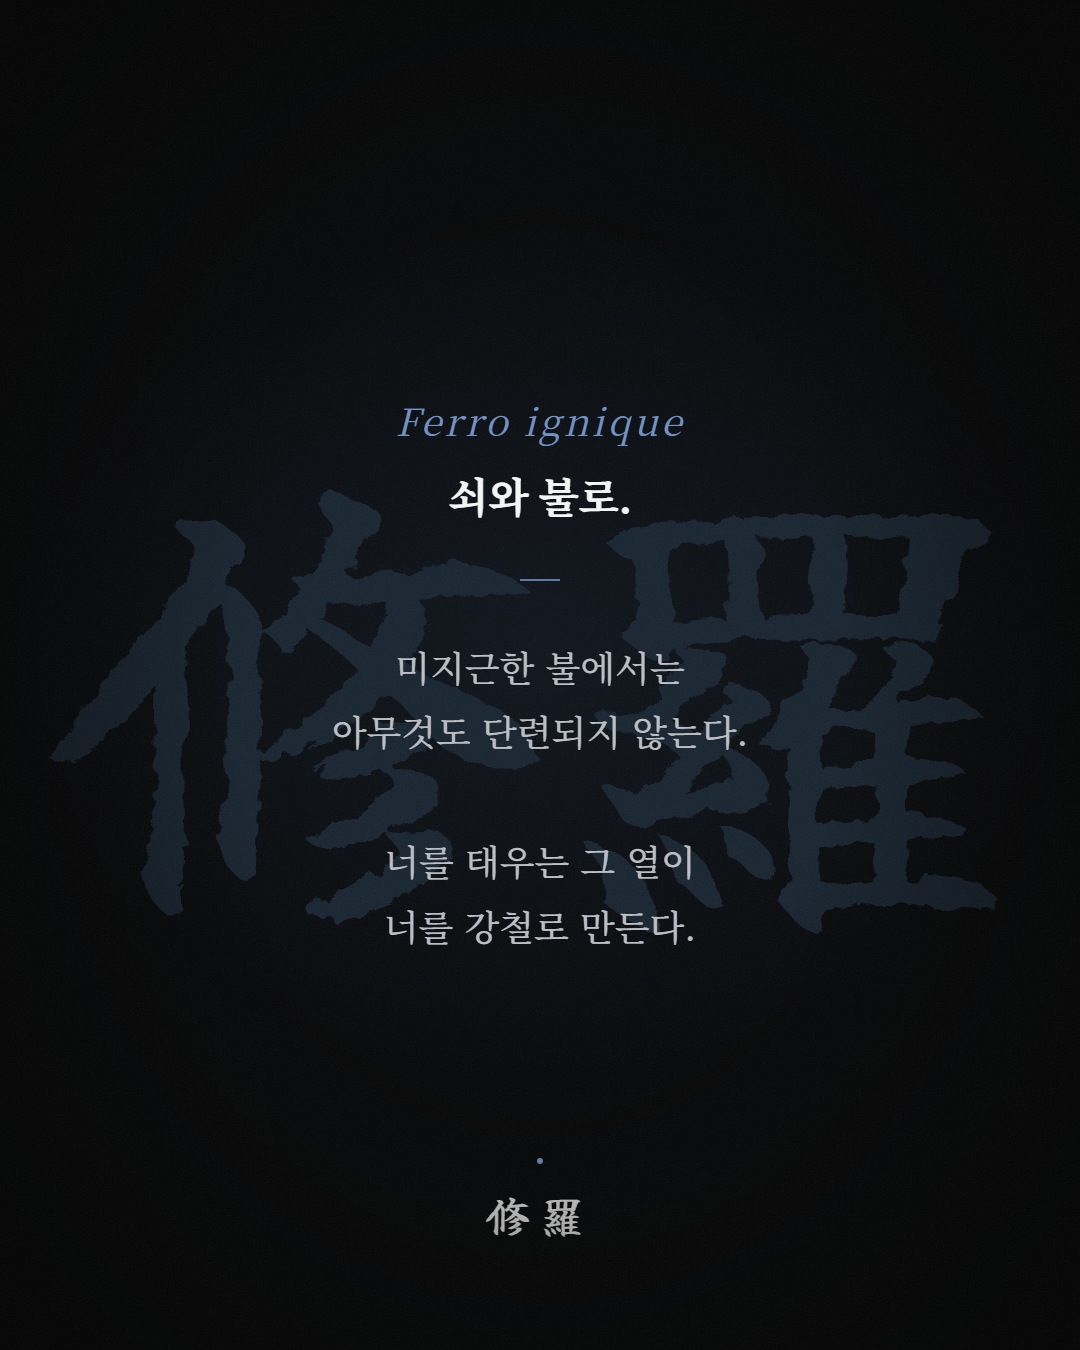 Ferro ignique
쇠와 불로.
修羅
미지근한 불에서는
아무것도 단련되지 않는다.
너를 태우는 그 열이
너를 강철로 만든다.
修羅